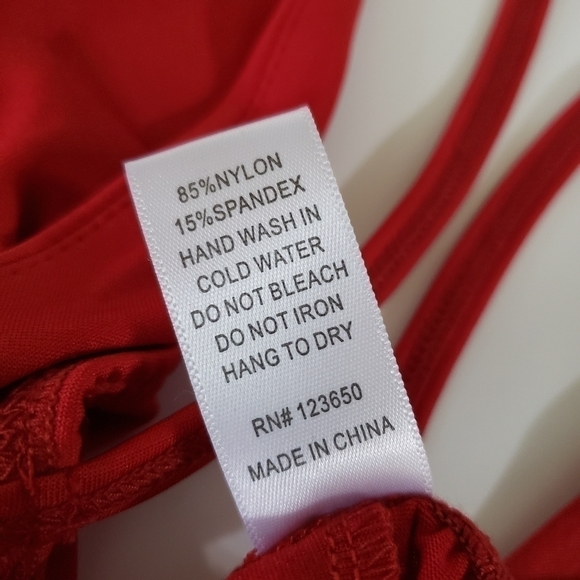 85%NYLON
15%SPANDEX
HAND WASH IN
COLD WATER
DO NOT BLEACH
DO NOT IRON
HANG TO DRY
RN# 123650
MADE IN CHINA